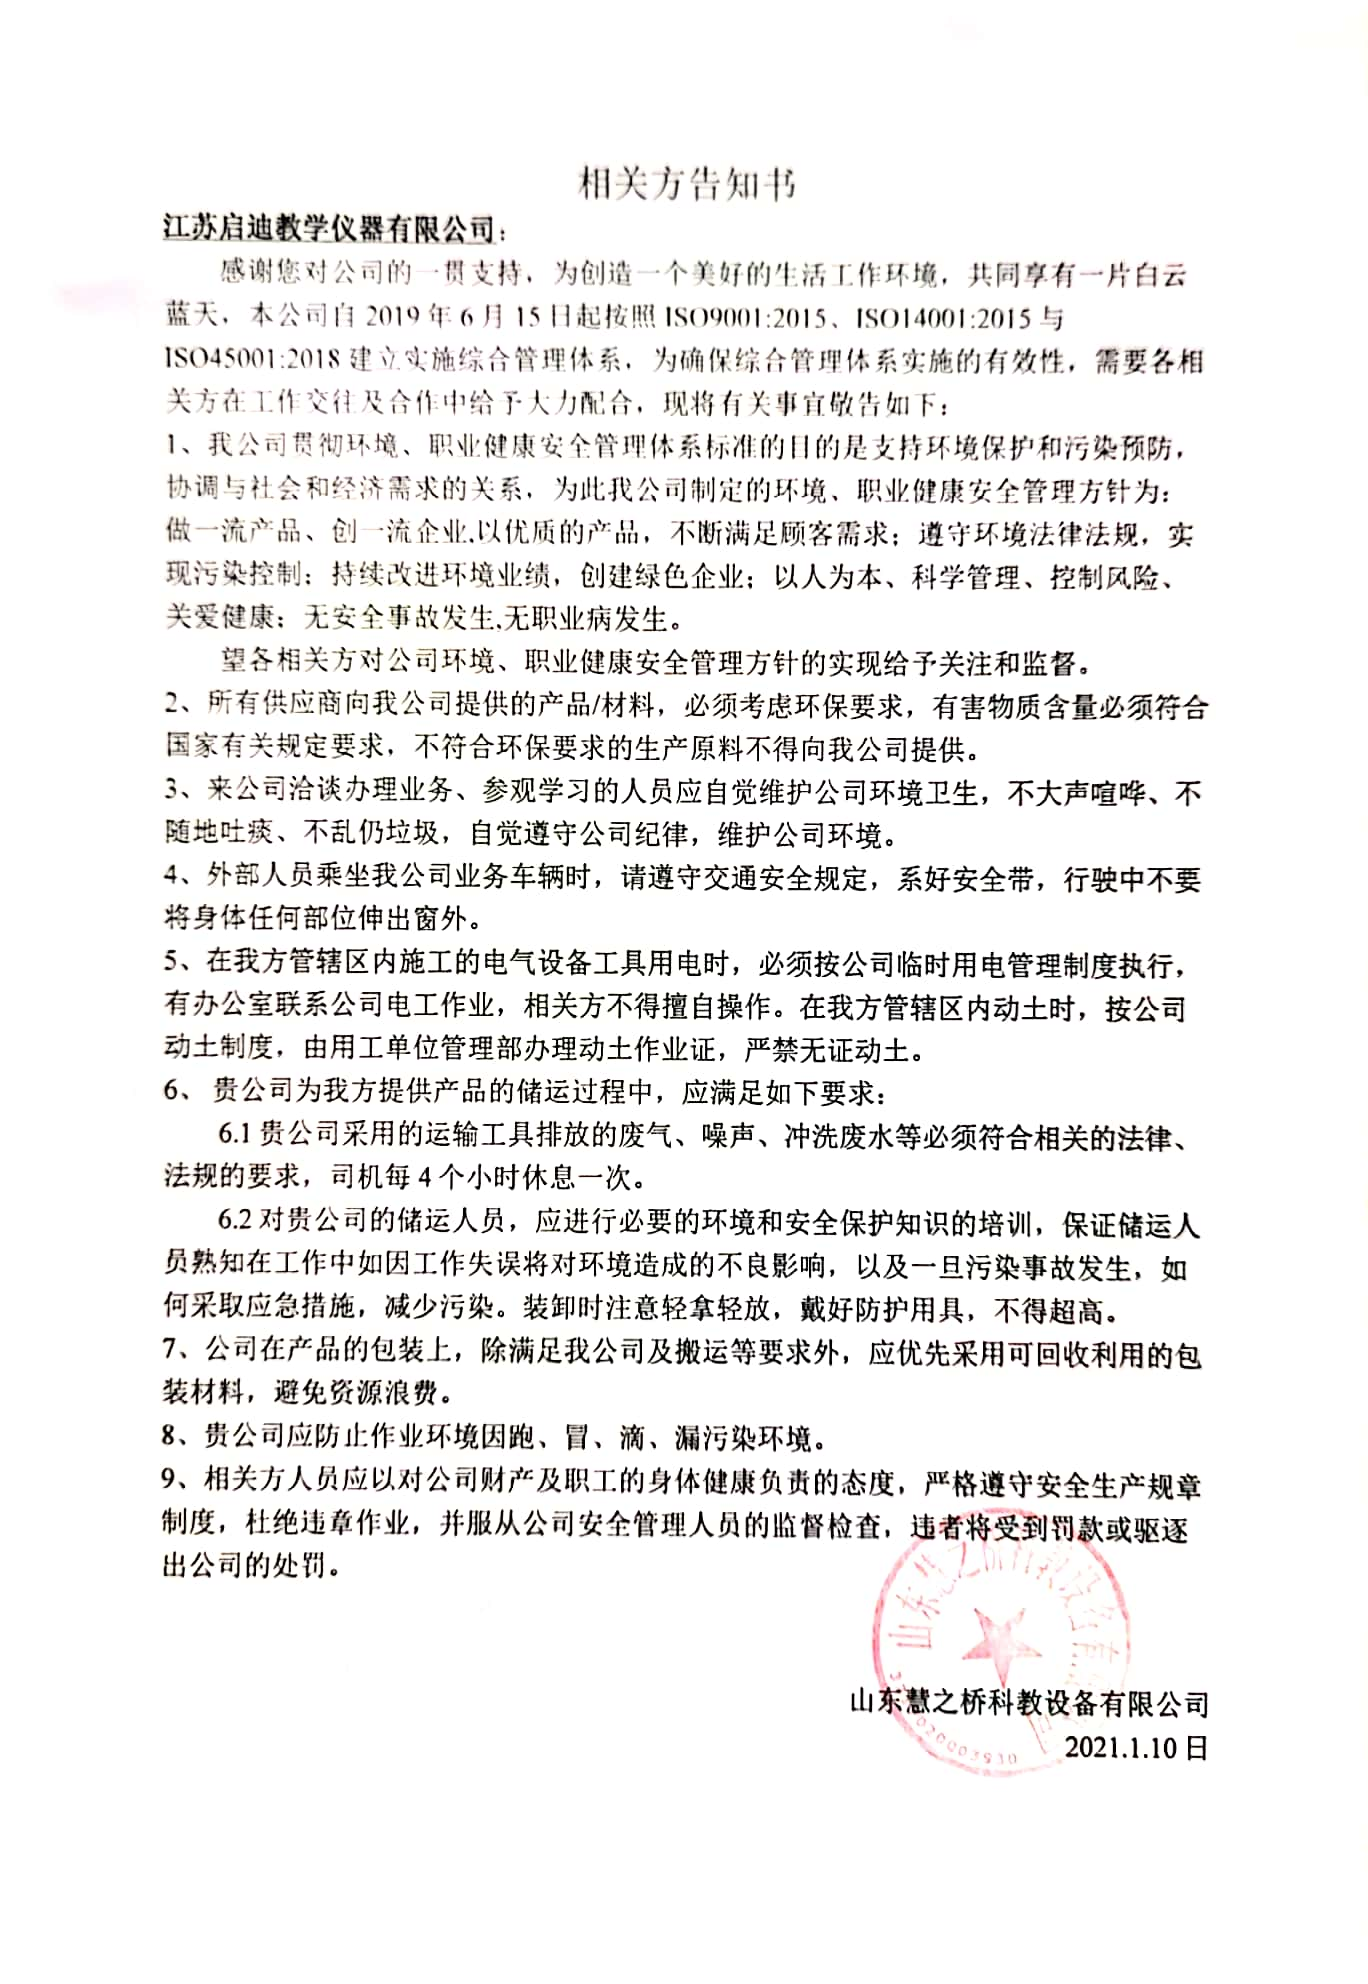 相关方告知书
江苏启迪教学仪器有限公司：
感谢您对公司的一贯支持，为创造一个美好的生活工作环境，共同享有一片白云
蓝天，本公司自 2019 年 6 月 15 日起按照 ISO9001:2015、ISO14001:2015 与
ISO45001:2018 建立实施综合管理体系，为确保综合管理体系实施的有效性，需要各相
关方在工作交往及合作中给予大力配合，现将有关事宜敬告如下：
1、我公司贯彻环境、职业健康安全管理体系标准的目的是支持环境保护和污染预防，
协调与社会和经济需求的关系，为此我公司制定的环境、职业健康安全管理方针为：
做一流产品、创一流企业,以优质的产品，不断满足顾客需求；遵守环境法律法规，实
现污染控制；持续改进环境业绩，创建绿色企业；以人为本、科学管理、控制风险、
关爱健康；无安全事故发生,无职业病发生。
望各相关方对公司环境、职业健康安全管理方针的实现给予关注和监督。
2、所有供应商向我公司提供的产品/材料，必须考虑环保要求，有害物质含量必须符合
国家有关规定要求，不符合环保要求的生产原料不得向我公司提供。
3、来公司洽谈办理业务、参观学习的人员应自觉维护公司环境卫生，不大声喧哗、不
随地吐痰、不乱仍垃圾，自觉遵守公司纪律，维护公司环境。
4、外部人员乘坐我公司业务车辆时，请遵守交通安全规定，系好安全带，行驶中不要
将身体任何部位伸出窗外。
5、在我方管辖区内施工的电气设备工具用电时，必须按公司临时用电管理制度执行，
有办公室联系公司电工作业，相关方不得擅自操作。在我方管辖区内动土时，按公司
动土制度，由用工单位管理部办理动土作业证，严禁无证动土。
6、 贵公司为我方提供产品的储运过程中，应满足如下要求：
6.1 贵公司采用的运输工具排放的废气、噪声、冲洗废水等必须符合相关的法律、
法规的要求，司机每 4 个小时休息一次。
6.2 对贵公司的储运人员，应进行必要的环境和安全保护知识的培训，保证储运人
员熟知在工作中如因工作失误将对环境造成的不良影响，以及一旦污染事故发生，如
何采取应急措施，减少污染。装卸时注意轻拿轻放，戴好防护用具，不得超高。
7、公司在产品的包装上，除满足我公司及搬运等要求外，应优先采用可回收利用的包
装材料，避免资源浪费。
8、贵公司应防止作业环境因跑、冒、滴、漏污染环境。
9、相关方人员应以对公司财产及职工的身体健康负责的态度，严格遵守安全生产规章
制度，杜绝违章作业，并服从公司安全管理人员的监督检查，违者将受到罚款或驱逐
出公司的处罚。
山东慧之桥科教设备有限公司
山东慧之桥科教设备有限公司
2021.1.10 日